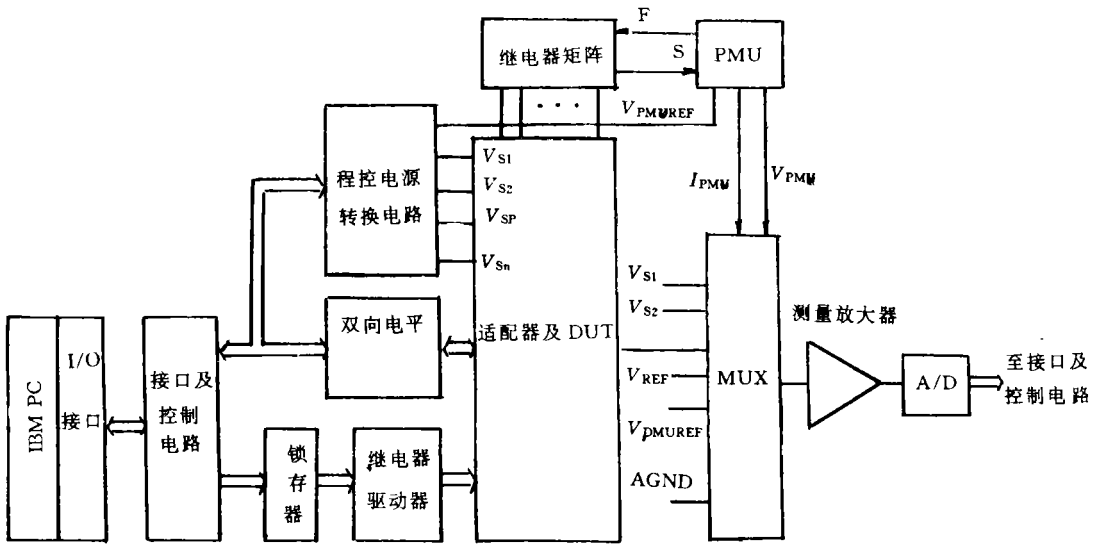 继电器矩阵
F
S
PMU
· · ·
V_PMUREF
程控电源
转换电路
V_S1
V_S2
V_SP
V_Sn
I_PMU
V_PMU
双向电平
适配器及 DUT
V_S1
V_S2
V_REF
V_PMUREF
AGND
MUX
测量放大器
A/D
至接口及
控制电路
IBM PC
I/O
接口
接口及
控制
电路
锁
存
器
继电器
驱动器